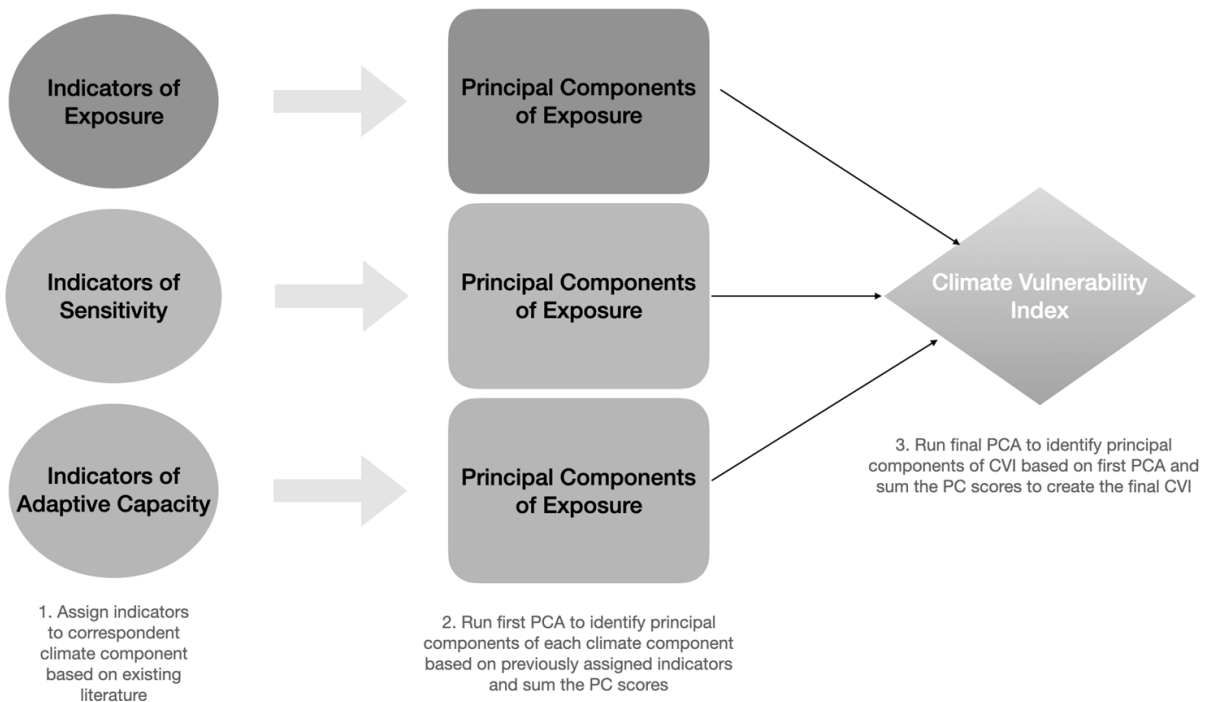 Indicators of
Exposure
Principal Components
of Exposure
Indicators of
Sensitivity
Principal Components
of Exposure
Climate Vulnerability
Index
Indicators of
Adaptive Capacity
Principal Components
of Exposure
3. Run final PCA to identify principal
components of CVI based on first PCA and
sum the PC scores to create the final CVI
1. Assign indicators
to correspondent
climate component
based on existing
literature
2. Run first PCA to identify principal
components of each climate component
based on previously assigned indicators
and sum the PC scores